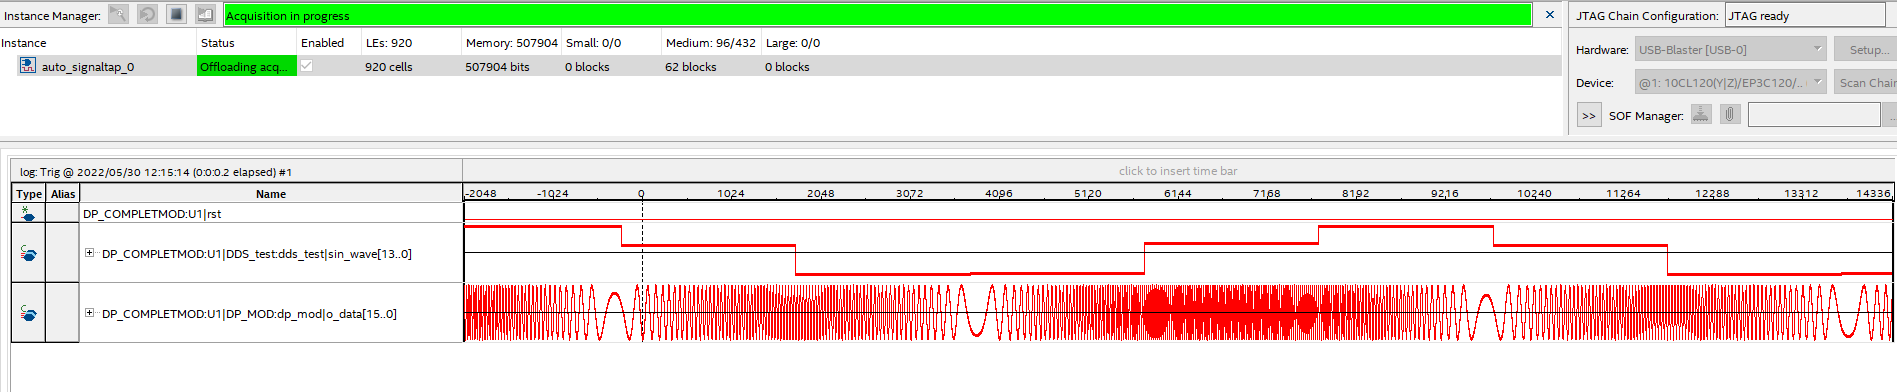 Instance Manager: Acquisition in progress JTAG Chain Configuration: JTAG ready
Instance Status Enabled LEs: 920 Memory: 507904 Small: 0/0 Medium: 96/432 Large: 0/0
auto_signaltap_0 Offloading acq... 920 cells 507904 bits 0 blocks 62 blocks 0 blocks
Hardware: USB-Blaster [USB-0] Setup...
Device: @1: 10CL120(Y|Z)/EP3C120/.. Scan Chain
>> SOF Manager: ...
log: Trig @ 2022/05/30 12:15:14 (0:0:0.2 elapsed) #1 click to insert time bar
Type Alias Name -2048 -1024 0 1024 2048 3072 4096 5120 6144 7168 8192 9216 10240 11264 12288 13312 14336
DP_COMPLETMOD:U1|rst
DP_COMPLETMOD:U1|DDS_test:dds_test|sin_wave[13..0]
DP_COMPLETMOD:U1|DP_MOD:dp_mod|o_data[15..0]